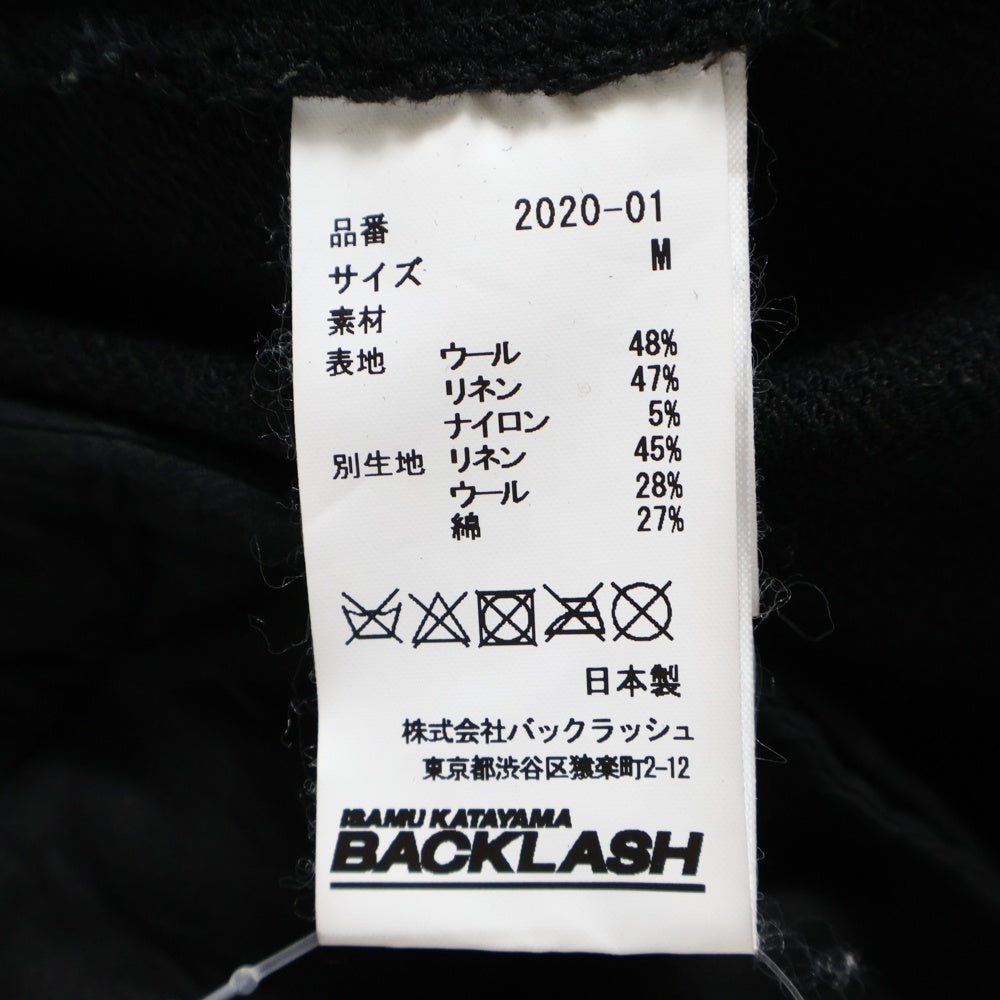 品番 2020-01
サイズ M
素材
表地 ウール 48%
リネン 47%
ナイロン 5%
別生地 リネン 45%
ウール 28%
綿 27%
日本製
株式会社バックラッシュ
東京都渋谷区猿楽町2-12
ISAMU KATAYAMA
BACKLASH